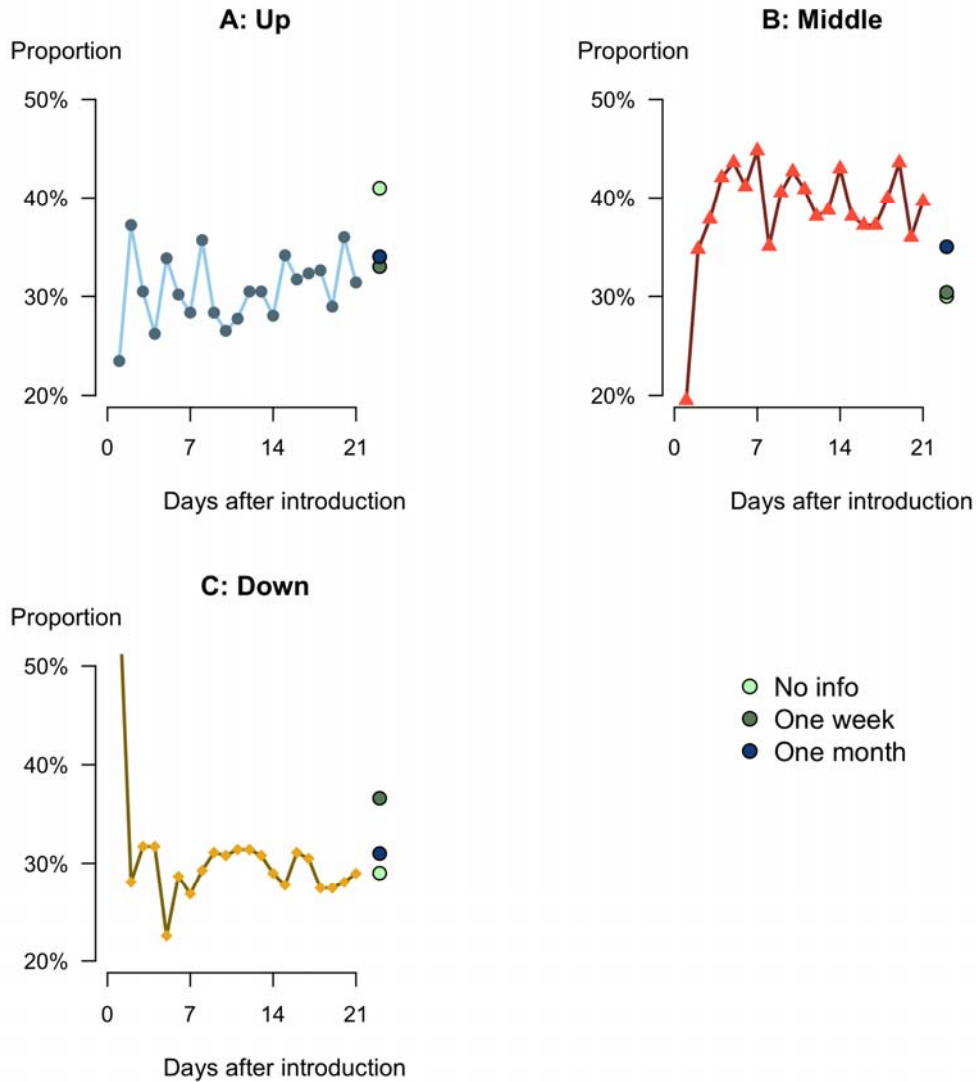 A: Up
Proportion
50%
40%
30%
20%
0 7 14 21
Days after introduction
B: Middle
Proportion
50%
40%
30%
20%
0 7 14 21
Days after introduction
C: Down
Proportion
50%
40%
30%
20%
0 7 14 21
Days after introduction
No info
One week
One month